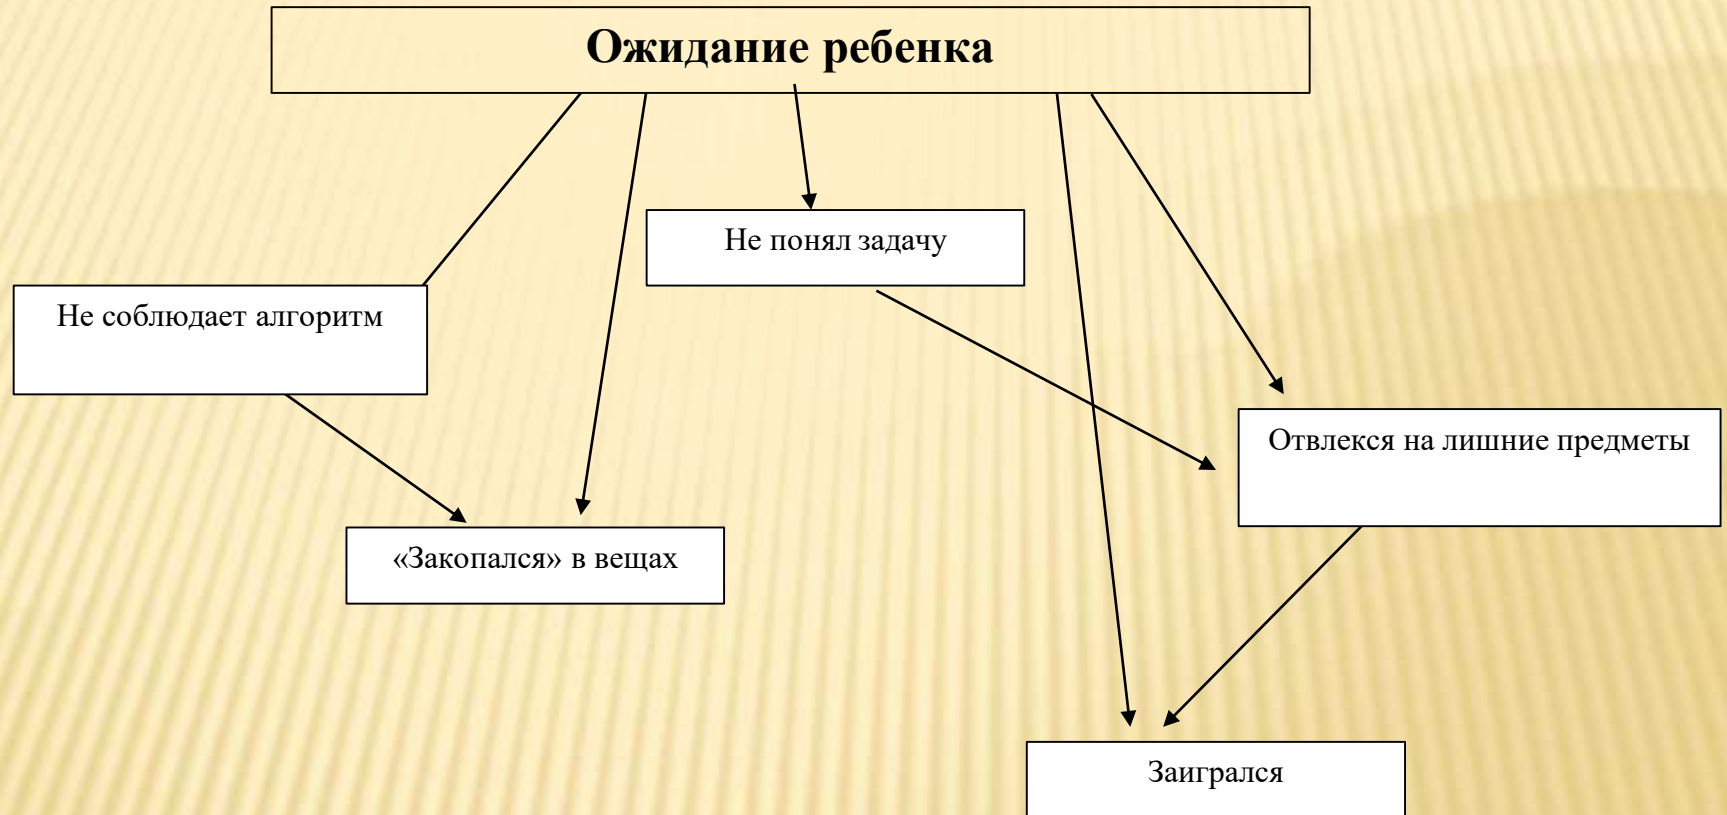 Ожидание ребенка
Не понял задачу
Не соблюдает алгоритм
Отвлекся на лишние предметы
«Закопался» в вещах
Заигрался